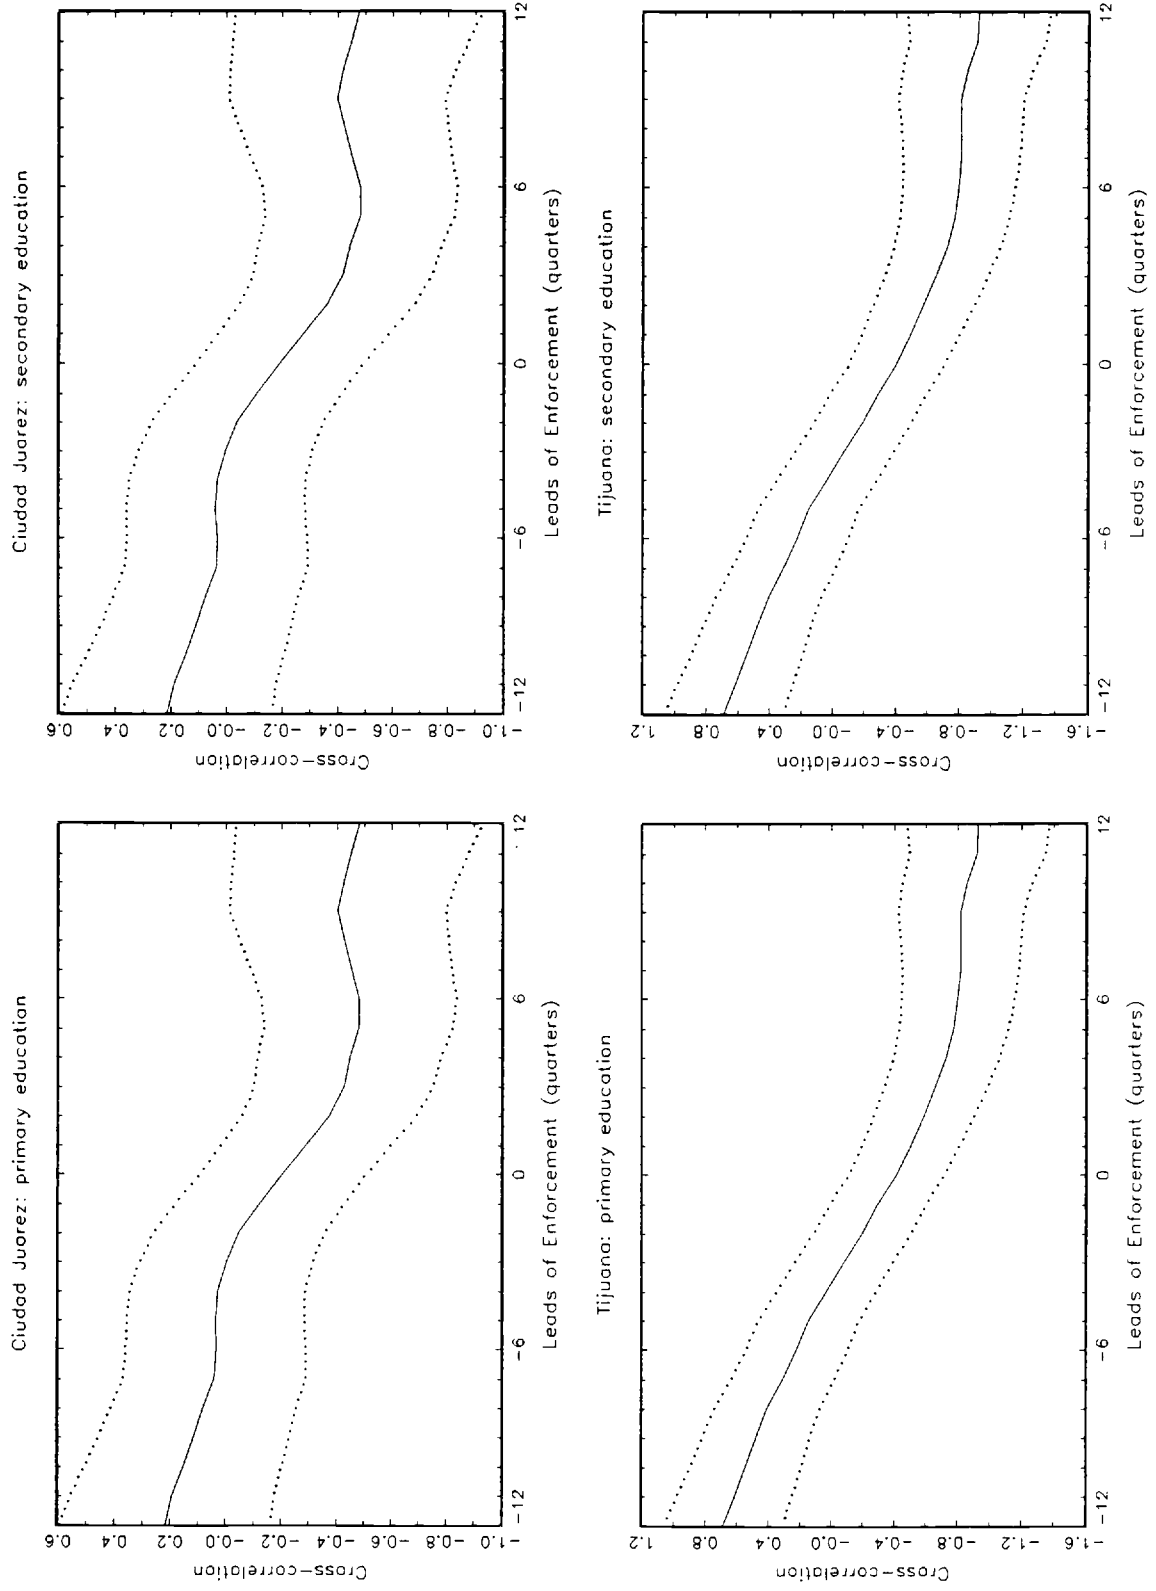 Ciudad Juarez: primary education
Cross-correlation
0.6
0.4
0.2
-0.0
-0.2
-0.4
-0.6
-0.8
-1.0
-12 -6 0 6 12
Leads of Enforcement (quarters)
Ciudad Juarez: secondary education
Cross-correlation
0.6
0.4
0.2
-0.0
-0.2
-0.4
-0.6
-0.8
-1.0
-12 -6 0 6 12
Leads of Enforcement (quarters)
Tijuana: primary education
Cross-correlation
1.2
0.8
0.4
-0.0
-0.4
-0.8
-1.2
-1.6
-12 -6 0 6 12
Leads of Enforcement (quarters)
Tijuana: secondary education
Cross-correlation
1.2
0.8
0.4
-0.0
-0.4
-0.8
-1.2
-1.6
-12 -6 0 6 12
Leads of Enforcement (quarters)